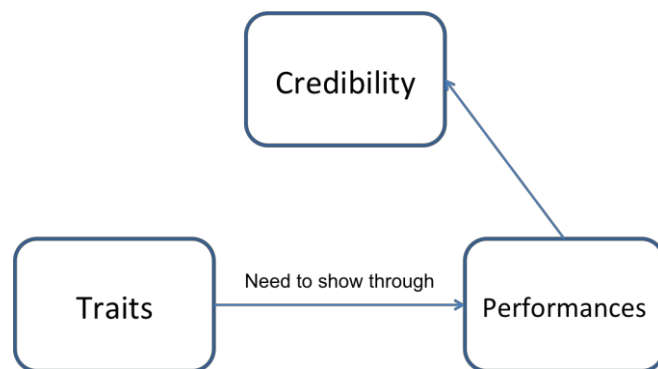 Credibility
Need to show through
Traits
Performances